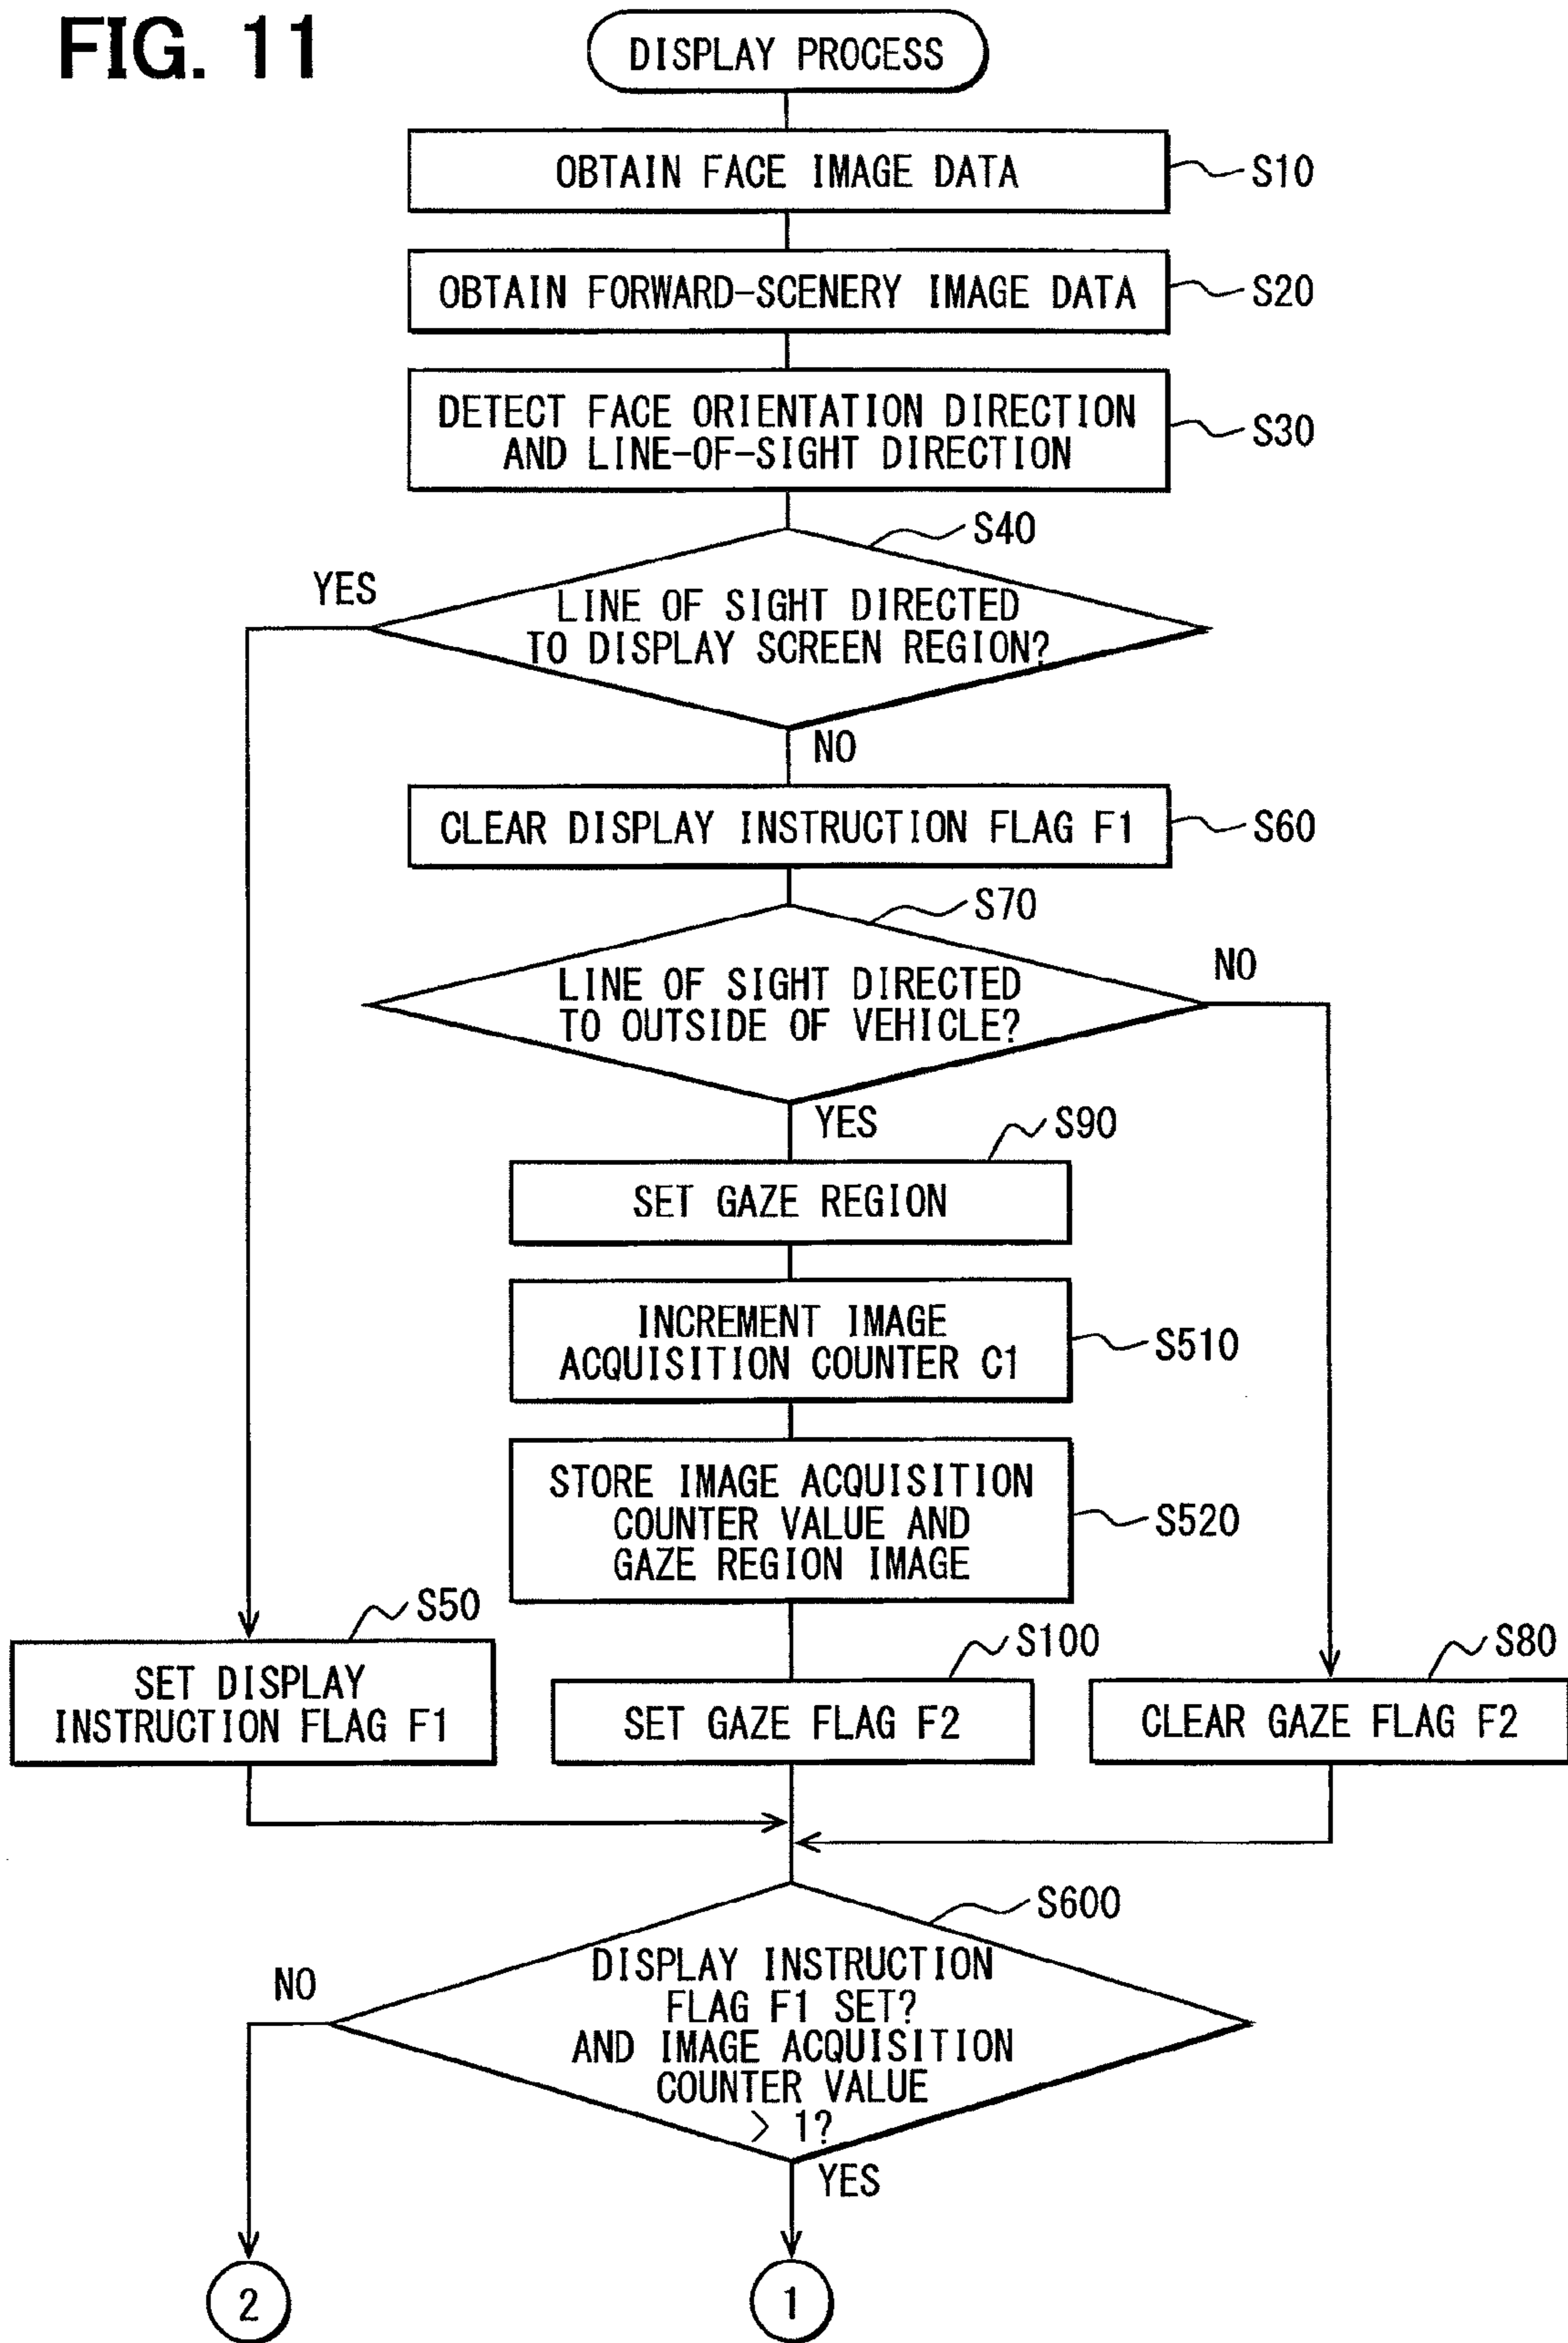 FIG. 11
DISPLAY PROCESS
OBTAIN FACE IMAGE DATA
S10
OBTAIN FORWARD-SCENERY IMAGE DATA
S20
DETECT FACE ORIENTATION DIRECTION
AND LINE-OF-SIGHT DIRECTION
S30
S40
YES
LINE OF SIGHT DIRECTED
TO DISPLAY SCREEN REGION?
NO
CLEAR DISPLAY INSTRUCTION FLAG F1
S60
S70
NO
LINE OF SIGHT DIRECTED
TO OUTSIDE OF VEHICLE?
YES
S90
SET GAZE REGION
INCREMENT IMAGE
ACQUISITION COUNTER C1
S510
STORE IMAGE ACQUISITION
COUNTER VALUE AND
GAZE REGION IMAGE
S520
S50
SET DISPLAY
INSTRUCTION FLAG F1
S100
SET GAZE FLAG F2
S80
CLEAR GAZE FLAG F2
S600
NO
DISPLAY INSTRUCTION
FLAG F1 SET?
AND IMAGE ACQUISITION
COUNTER VALUE
> 1?
YES
2
1